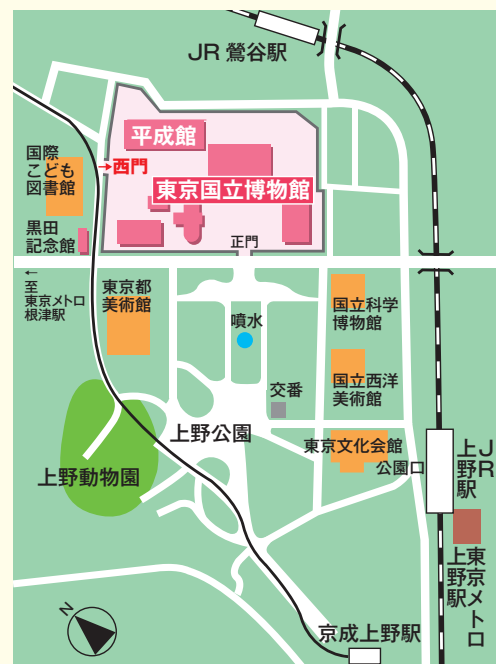 JR 鶯谷駅
平成館
国際
こども
図書館
→西門
東京国立博物館
黒田
記念館
正門
←
至
東京メトロ
根津駅
東京都
美術館
国立科学
博物館
噴水
国立西洋
美術館
交番
上野公園
東京文化会館
公園口
JR
上野駅
上野動物園
東京メトロ
上野駅
N
京成上野駅